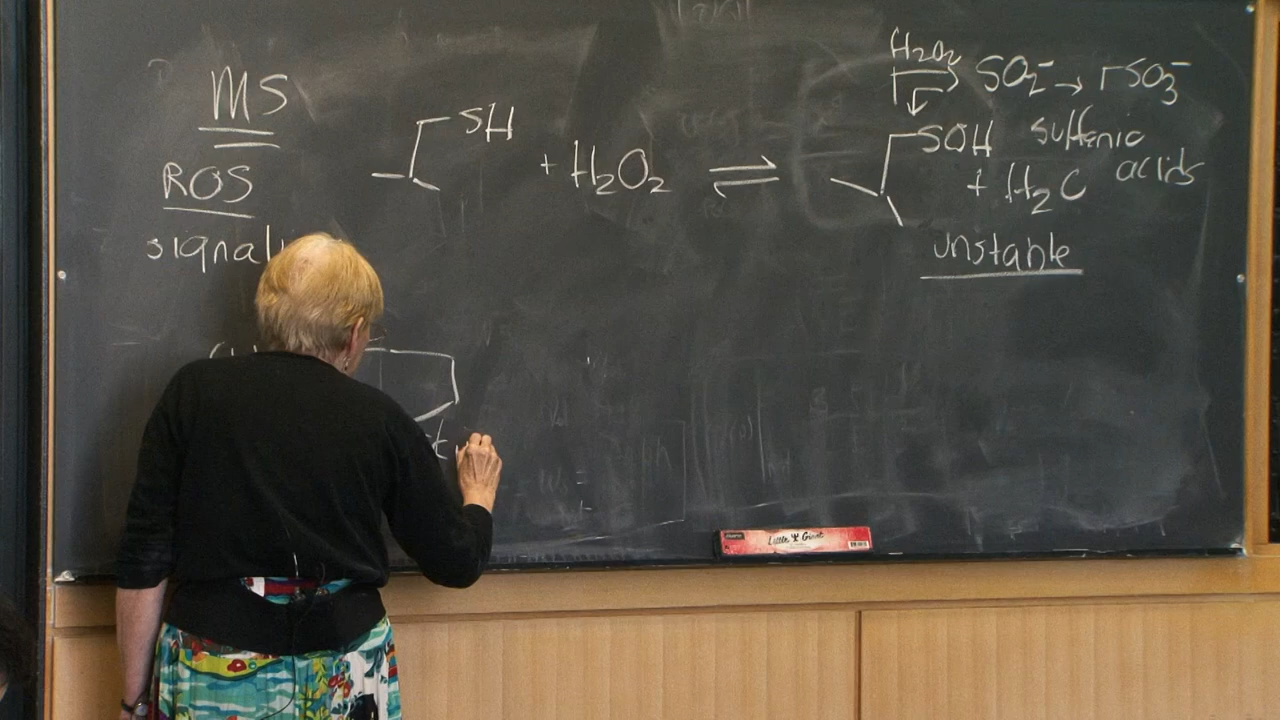 MS
ROS
signal
SH
+ H₂O₂ ⇌
H₂O₂
SO₂⁻ → SO₃⁻
SOH sulfenic
acids
+ H₂O
unstable
Little Giant